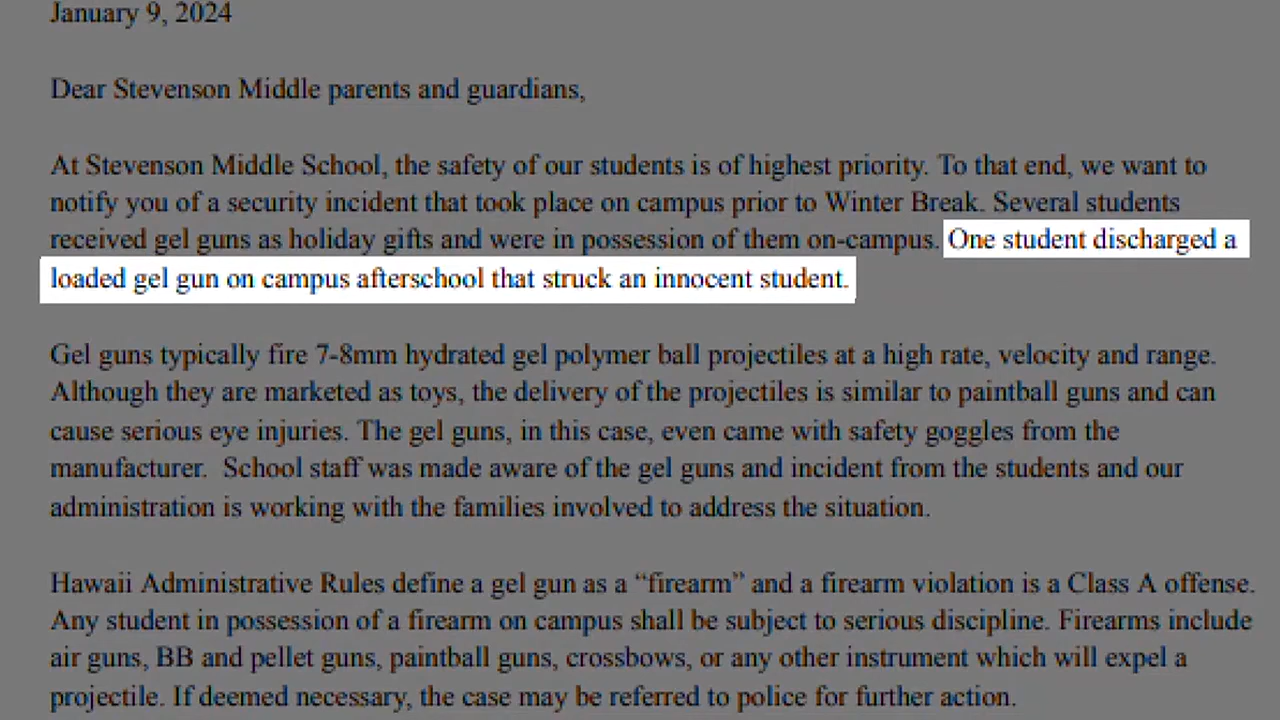 January 9, 2024
Dear Stevenson Middle parents and guardians,
At Stevenson Middle School, the safety of our students is of highest priority. To that end, we want to
notify you of a security incident that took place on campus prior to Winter Break. Several students
received gel guns as holiday gifts and were in possession of them on-campus. One student discharged a
loaded gel gun on campus afterschool that struck an innocent student.
Gel guns typically fire 7-8mm hydrated gel polymer ball projectiles at a high rate, velocity and range.
Although they are marketed as toys, the delivery of the projectiles is similar to paintball guns and can
cause serious eye injuries. The gel guns, in this case, even came with safety goggles from the
manufacturer.  School staff was made aware of the gel guns and incident from the students and our
administration is working with the families involved to address the situation.
Hawaii Administrative Rules define a gel gun as a “firearm” and a firearm violation is a Class A offense.
Any student in possession of a firearm on campus shall be subject to serious discipline. Firearms include
air guns, BB and pellet guns, paintball guns, crossbows, or any other instrument which will expel a
projectile. If deemed necessary, the case may be referred to police for further action.